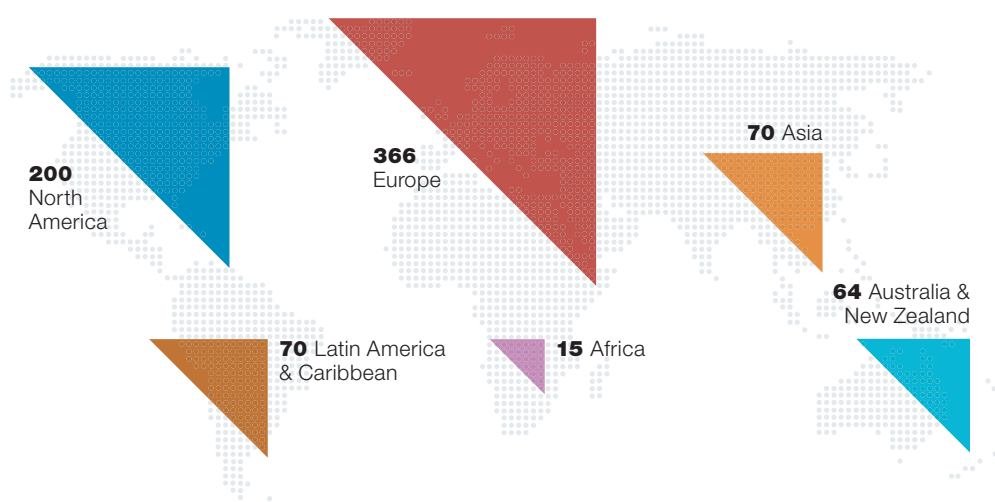 200
North
America
366
Europe
70 Asia
64 Australia &
New Zealand
70 Latin America
& Caribbean
15 Africa